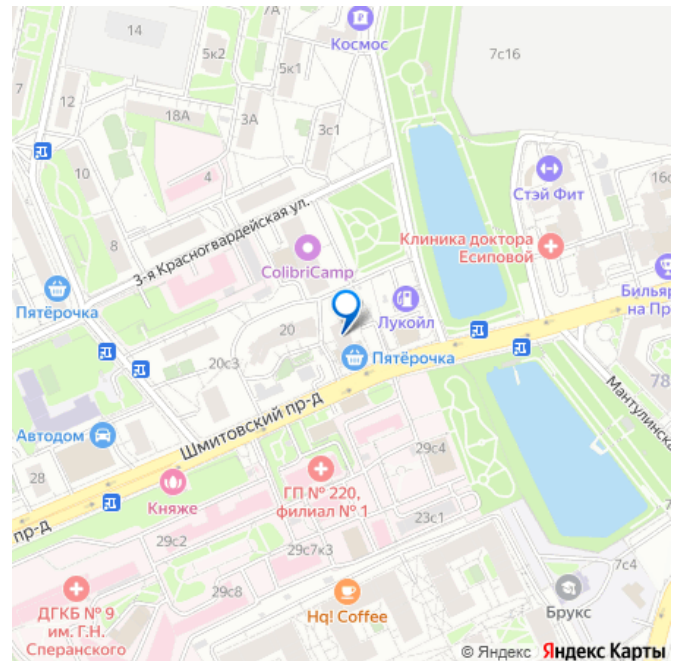 14
5к2
Космос
7с16
5к1
7
12
18А
3А
3с1
10
4
Стэй Фит
16с
8
3-я Красногвардейская ул.
Клиника доктора
Есиповой
ColibriCamp
Пятёрочка
Лукойл
Бильяр
на Пр
20
20с3
Пятёрочка
78
Мантулинска
Шмитовский пр-д
Автодом
29с4
28
ГП № 220,
филиал № 1
Княже
23с1
пр-д
29с2
29с7к3
7с4
29с8
ДГКБ № 9
им. Г.Н.
Сперанского
Hq! Coffee
Брукс
© Яндекс Яндекс Карты